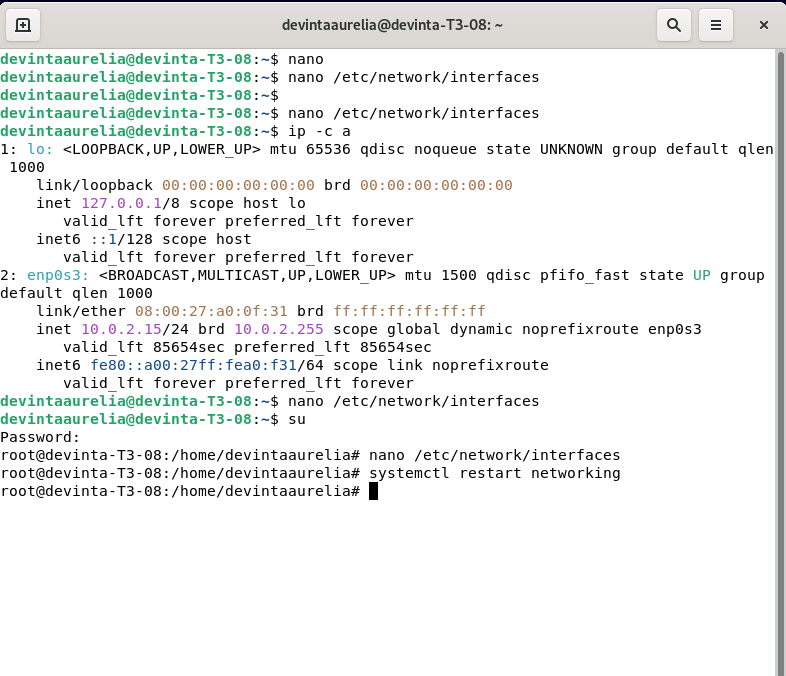 devintaaurelia@devinta-T3-08: ~
devintaaurelia@devinta-T3-08:~$ nano
devintaaurelia@devinta-T3-08:~$ nano /etc/network/interfaces
devintaaurelia@devinta-T3-08:~$
devintaaurelia@devinta-T3-08:~$ nano /etc/network/interfaces
devintaaurelia@devinta-T3-08:~$ ip -c a
1: lo: <LOOPBACK,UP,LOWER_UP> mtu 65536 qdisc noqueue state UNKNOWN group default qlen
 1000
    link/loopback 00:00:00:00:00:00 brd 00:00:00:00:00:00
    inet 127.0.0.1/8 scope host lo
       valid_lft forever preferred_lft forever
    inet6 ::1/128 scope host
       valid_lft forever preferred_lft forever
2: enp0s3: <BROADCAST,MULTICAST,UP,LOWER_UP> mtu 1500 qdisc pfifo_fast state UP group
default qlen 1000
    link/ether 08:00:27:a0:0f:31 brd ff:ff:ff:ff:ff:ff
    inet 10.0.2.15/24 brd 10.0.2.255 scope global dynamic noprefixroute enp0s3
       valid_lft 85654sec preferred_lft 85654sec
    inet6 fe80::a00:27ff:fea0:f31/64 scope link noprefixroute
       valid_lft forever preferred_lft forever
devintaaurelia@devinta-T3-08:~$ nano /etc/network/interfaces
devintaaurelia@devinta-T3-08:~$ su
Password:
root@devinta-T3-08:/home/devintaaurelia# nano /etc/network/interfaces
root@devinta-T3-08:/home/devintaaurelia# systemctl restart networking
root@devinta-T3-08:/home/devintaaurelia#